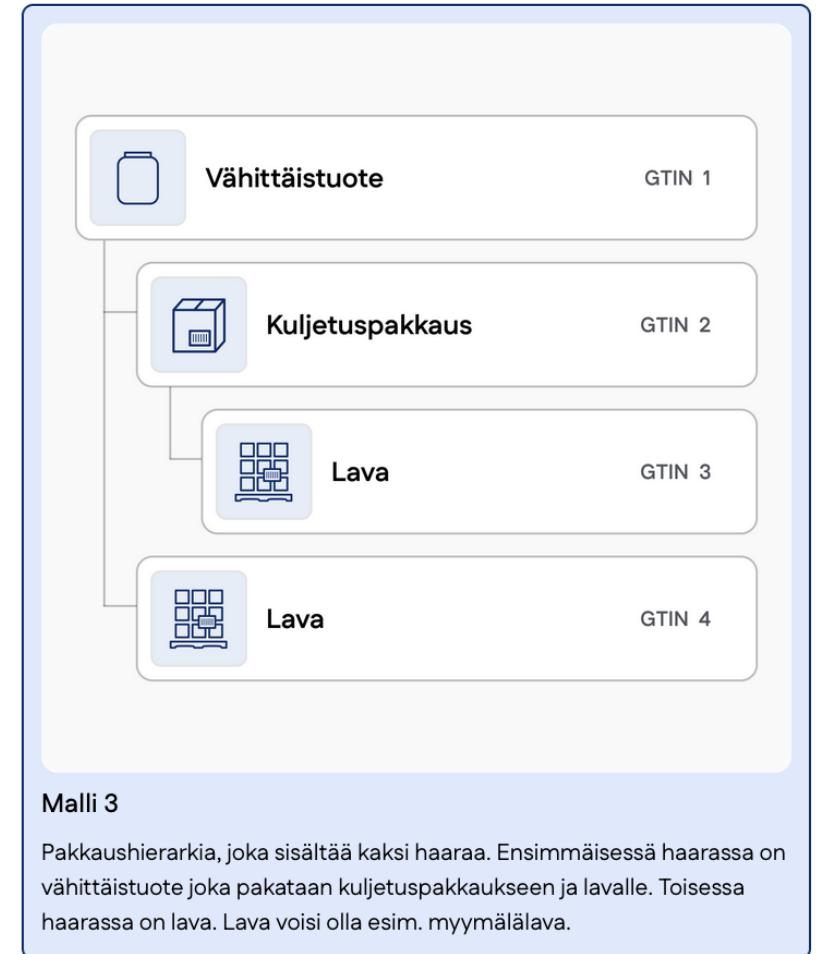 Vähittäistuote GTIN 1
Kuljetuspakkaus GTIN 2
Lava GTIN 3
Lava GTIN 4
Malli 3
Pakkaushierarkia, joka sisältää kaksi haaraa. Ensimmäisessä haarassa on
vähittäistuote joka pakataan kuljetuspakkaukseen ja lavalle. Toisessa
haarassa on lava. Lava voisi olla esim. myymälälava.